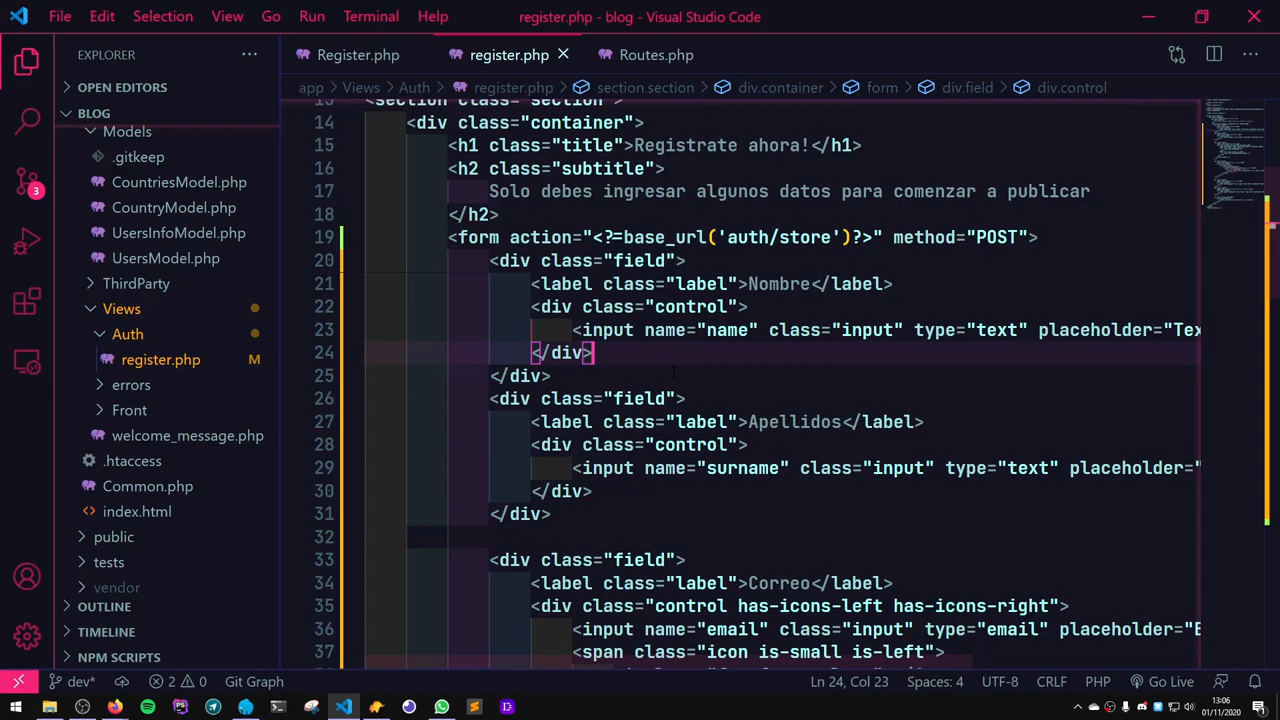 File Edit Selection View Go Run Terminal Help register.php - blog - Visual Studio Code
EXPLORER
Register.php register.php Routes.php
OPEN EDITORS
app Views Auth register.php section.section div.container form div.field div.control
BLOG
Models
.gitkeep
CountriesModel.php
CountryModel.php
UsersInfoModel.php
UsersModel.php
ThirdParty
Views
Auth
register.php M
errors
Front
welcome_message.php
.htaccess
Common.php
index.html
public
tests
vendor
OUTLINE
TIMELINE
NPM SCRIPTS
3
13 <section class="section">
14 <div class="container">
15 <h1 class="title">Registrate ahora!</h1>
16 <h2 class="subtitle">
17 Solo debes ingresar algunos datos para comenzar a publicar
18 </h2>
19 <form action="<?=base_url('auth/store')?>" method="POST">
20 <div class="field">
21 <label class="label">Nombre</label>
22 <div class="control">
23 <input name="name" class="input" type="text" placeholder="Tex
24 </div>
25 </div>
26 <div class="field">
27 <label class="label">Apellidos</label>
28 <div class="control">
29 <input name="surname" class="input" type="text" placeholder="
30 </div>
31 </div>
32
33 <div class="field">
34 <label class="label">Correo</label>
35 <div class="control has-icons-left has-icons-right">
36 <input name="email" class="input" type="email" placeholder="E
37 <span class="icon is-small is-left">
dev* 2 0 Git Graph Ln 24, Col 23 Spaces: 4 UTF-8 CRLF PHP Go Live
13:06
01/11/2020